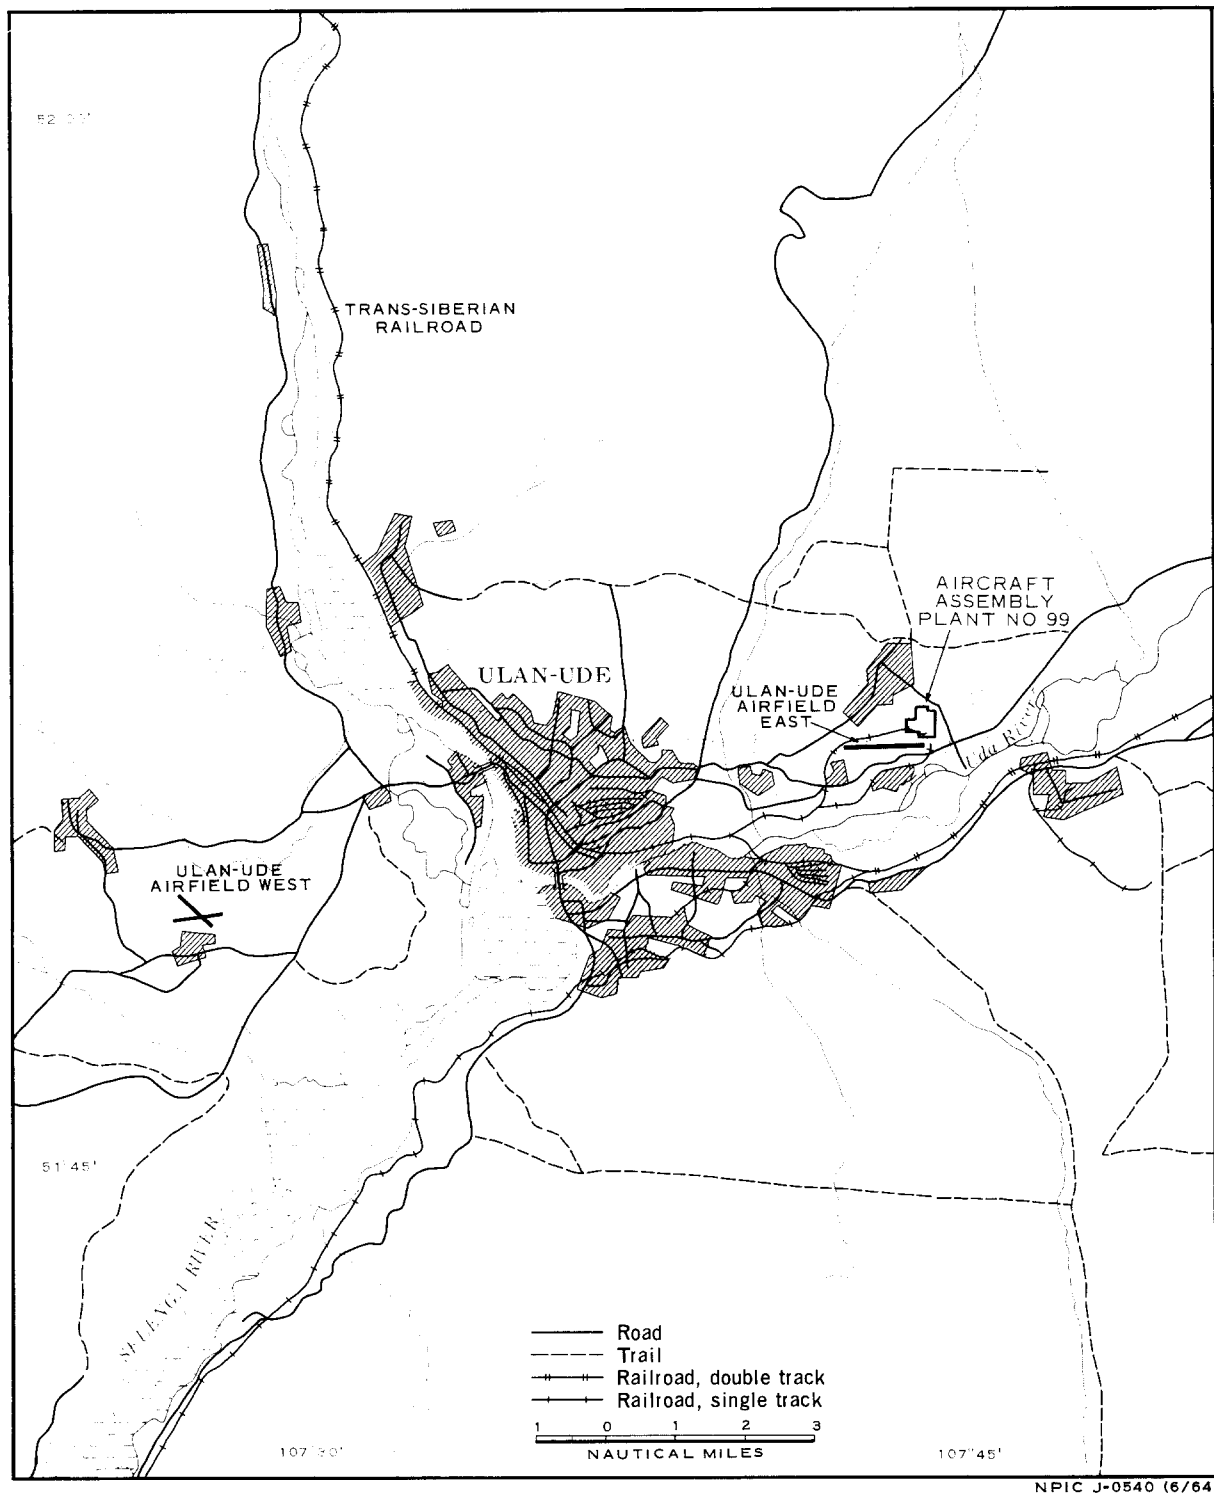 52 00'
TRANS-SIBERIAN
RAILROAD
AIRCRAFT
ASSEMBLY
PLANT NO 99
ULAN-UDE
ULAN-UDE
AIRFIELD
EAST
Uda River
ULAN-UDE
AIRFIELD WEST
51°45'
SELENGA RIVER
Road
Trail
Railroad, double track
Railroad, single track
1 0 1 2 3
NAUTICAL MILES
107°30'
107°45'
NPIC J-0540 (6/64